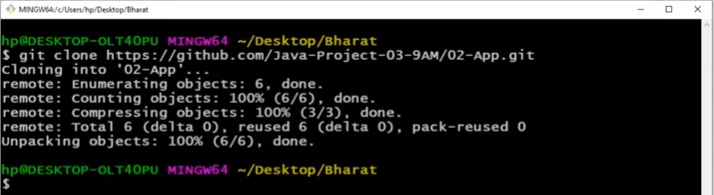 MINGW64:/c/Users/hp/Desktop/Bharat
hp@DESKTOP-OLT40PU MINGW64 ~/Desktop/Bharat
$ git clone https://github.com/Java-Project-03-9AM/02-App.git
Cloning into '02-App'...
remote: Enumerating objects: 6, done.
remote: Counting objects: 100% (6/6), done.
remote: Compressing objects: 100% (3/3), done.
remote: Total 6 (delta 0), reused 6 (delta 0), pack-reused 0
Unpacking objects: 100% (6/6), done.
hp@DESKTOP-OLT40PU MINGW64 ~/Desktop/Bharat
$